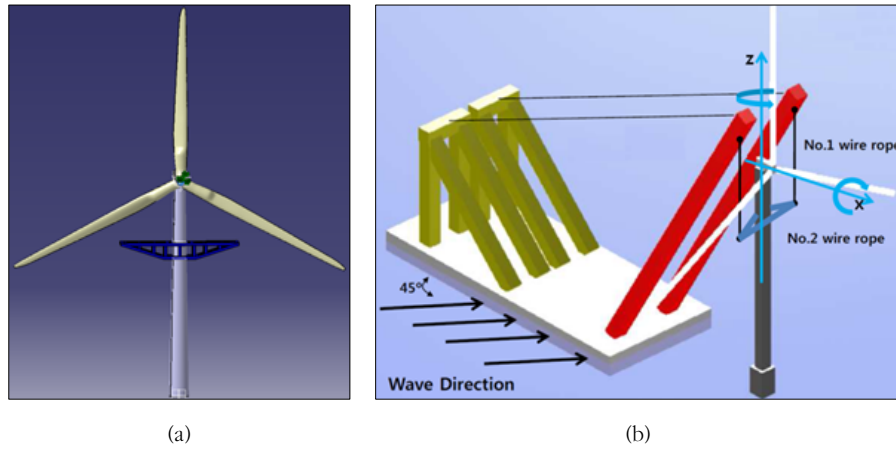 z
No.1 wire rope
x
No.2 wire rope
45°
Wave Direction
(a)
(b)